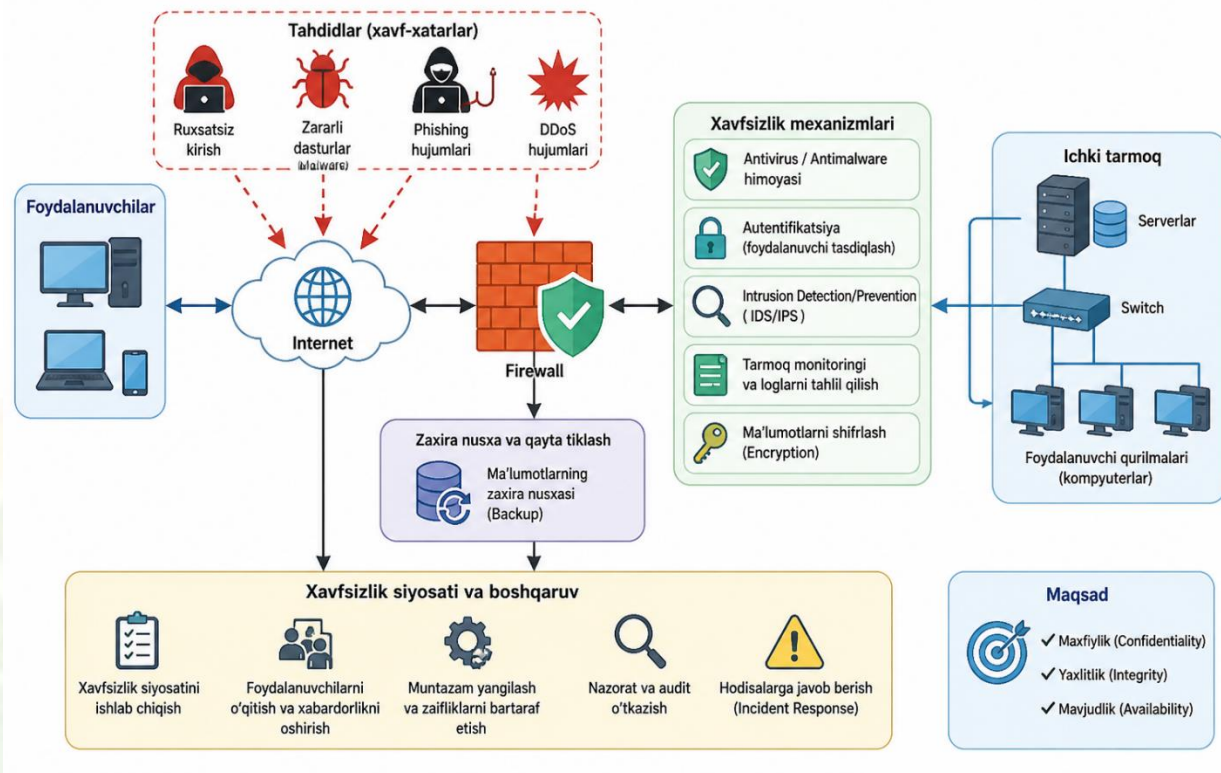 Tahdidlar (xavf-xatarlar)
Ruxsatsiz
kirish
Zararli
dasturlar
(Malware)
Phishing
hujumlari
DDoS
hujumlari
Foydalanuvchilar
Internet
Firewall
Xavfsizlik mexanizmlari
Antivirus / Antimalware
himoyasi
Autentifikatsiya
(foydalanuvchi tasdiqlash)
Intrusion Detection/Prevention
( IDS/IPS )
Tarmoq monitoringi
va loglarni tahlil qilish
Ma'lumotlarni shifrlash
(Encryption)
Ichki tarmoq
Serverlar
Switch
Foydalanuvchi qurilmalari
(kompyuterlar)
Zaxira nusxa va qayta tiklash
Ma'lumotlarning
zaxira nusxasi
(Backup)
Xavfsizlik siyosati va boshqaruv
Xavfsizlik siyosatini
ishlab chiqish
Foydalanuvchilarni
o'qitish va xabardorlikni
oshirish
Muntazam yangilash
va zaifliklarni bartaraf
etish
Nazorat va audit
o'tkazish
Hodisalarga javob berish
(Incident Response)
Maqsad
✓ Maxfiylik (Confidentiality)
✓ Yaxlitlik (Integrity)
✓ Mavjudlik (Availability)